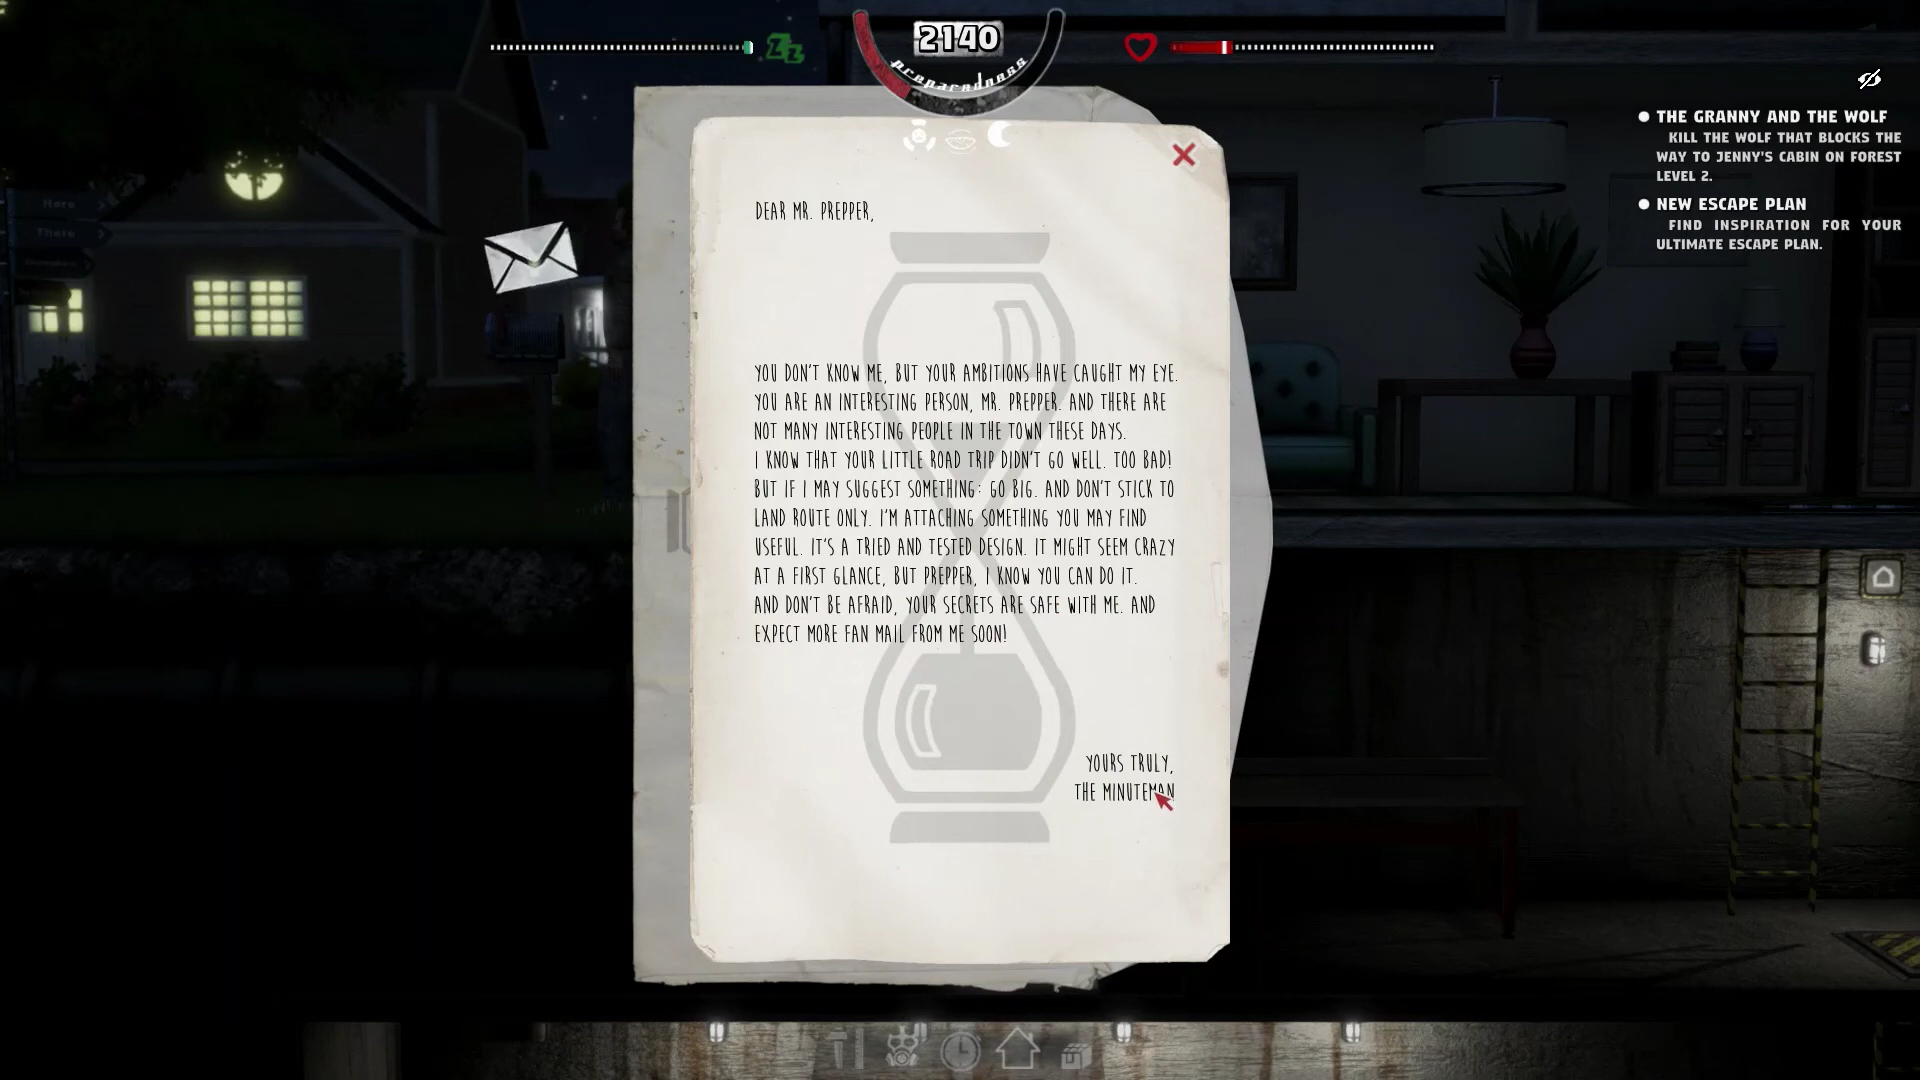 2140
preparedness
Here
There
THE GRANNY AND THE WOLF
KILL THE WOLF THAT BLOCKS THE
WAY TO JENNY'S CABIN ON FOREST
LEVEL 2.
NEW ESCAPE PLAN
FIND INSPIRATION FOR YOUR
ULTIMATE ESCAPE PLAN.
DEAR MR. PREPPER,
YOU DON'T KNOW ME, BUT YOUR AMBITIONS HAVE CAUGHT MY EYE.
YOU ARE AN INTERESTING PERSON, MR. PREPPER. AND THERE ARE
NOT MANY INTERESTING PEOPLE IN THE TOWN THESE DAYS.
I KNOW THAT YOUR LITTLE ROAD TRIP DIDN'T GO WELL. TOO BAD!
BUT IF I MAY SUGGEST SOMETHING: GO BIG. AND DON'T STICK TO
LAND ROUTE ONLY. I'M ATTACHING SOMETHING YOU MAY FIND
USEFUL. IT'S A TRIED AND TESTED DESIGN. IT MIGHT SEEM CRAZY
AT A FIRST GLANCE, BUT PREPPER, I KNOW YOU CAN DO IT.
AND DON'T BE AFRAID, YOUR SECRETS ARE SAFE WITH ME. AND
EXPECT MORE FAN MAIL FROM ME SOON!
YOURS TRULY,
THE MINUTEMAN